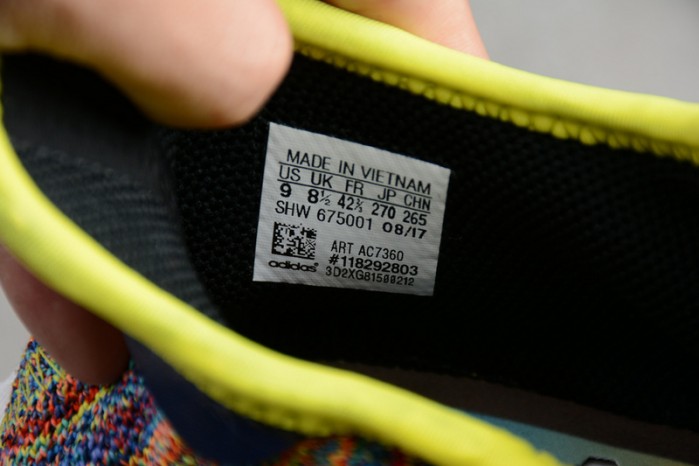 MADE IN VIETNAM
US UK FR JP CHN
9 8½ 42⅔ 270 265
SHW 675001 08/17
ART AC7360
#118292803
adidas®
3D2XG81500212